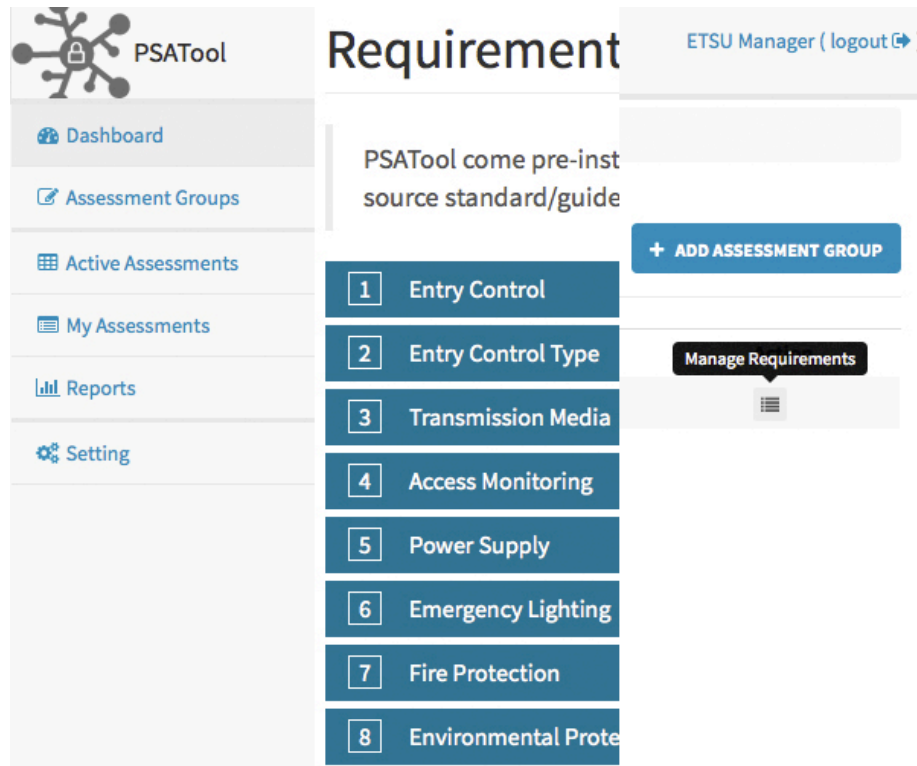 PSATool
Dashboard
Assessment Groups
Active Assessments
My Assessments
Reports
Setting
Requirement
PSATool come pre-inst
source standard/guide
1 Entry Control
2 Entry Control Type
3 Transmission Media
4 Access Monitoring
5 Power Supply
6 Emergency Lighting
7 Fire Protection
8 Environmental Prote
ETSU Manager ( logout
+ ADD ASSESSMENT GROUP
Manage Requirements